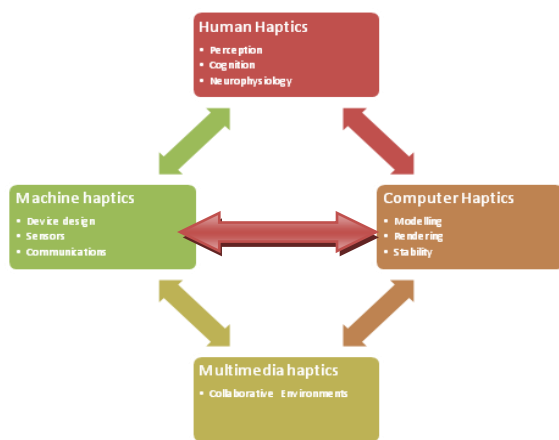 Human Haptics
• Perception
• Cognition
• Neurophysiology
Machine haptics
• Device design
• Sensors
• Communications
Computer Haptics
• Modelling
• Rendering
• Stability
Multimedia haptics
• Collaborative Environments